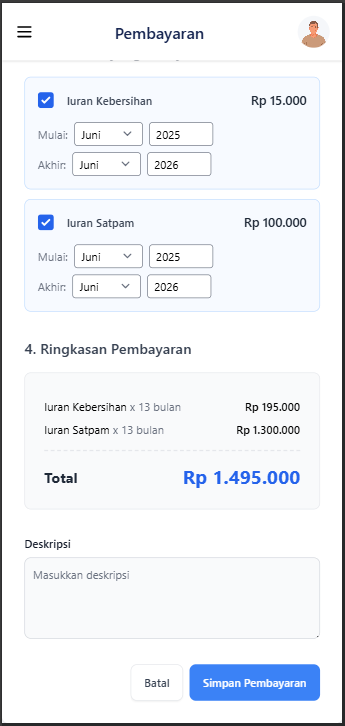 Pembayaran
Iuran Kebersihan Rp 15.000
Mulai: Juni 2025
Akhir: Juni 2026
Iuran Satpam Rp 100.000
Mulai: Juni 2025
Akhir: Juni 2026
4. Ringkasan Pembayaran
Iuran Kebersihan x 13 bulan Rp 195.000
Iuran Satpam x 13 bulan Rp 1.300.000
Total Rp 1.495.000
Deskripsi
Masukkan deskripsi
Batal Simpan Pembayaran